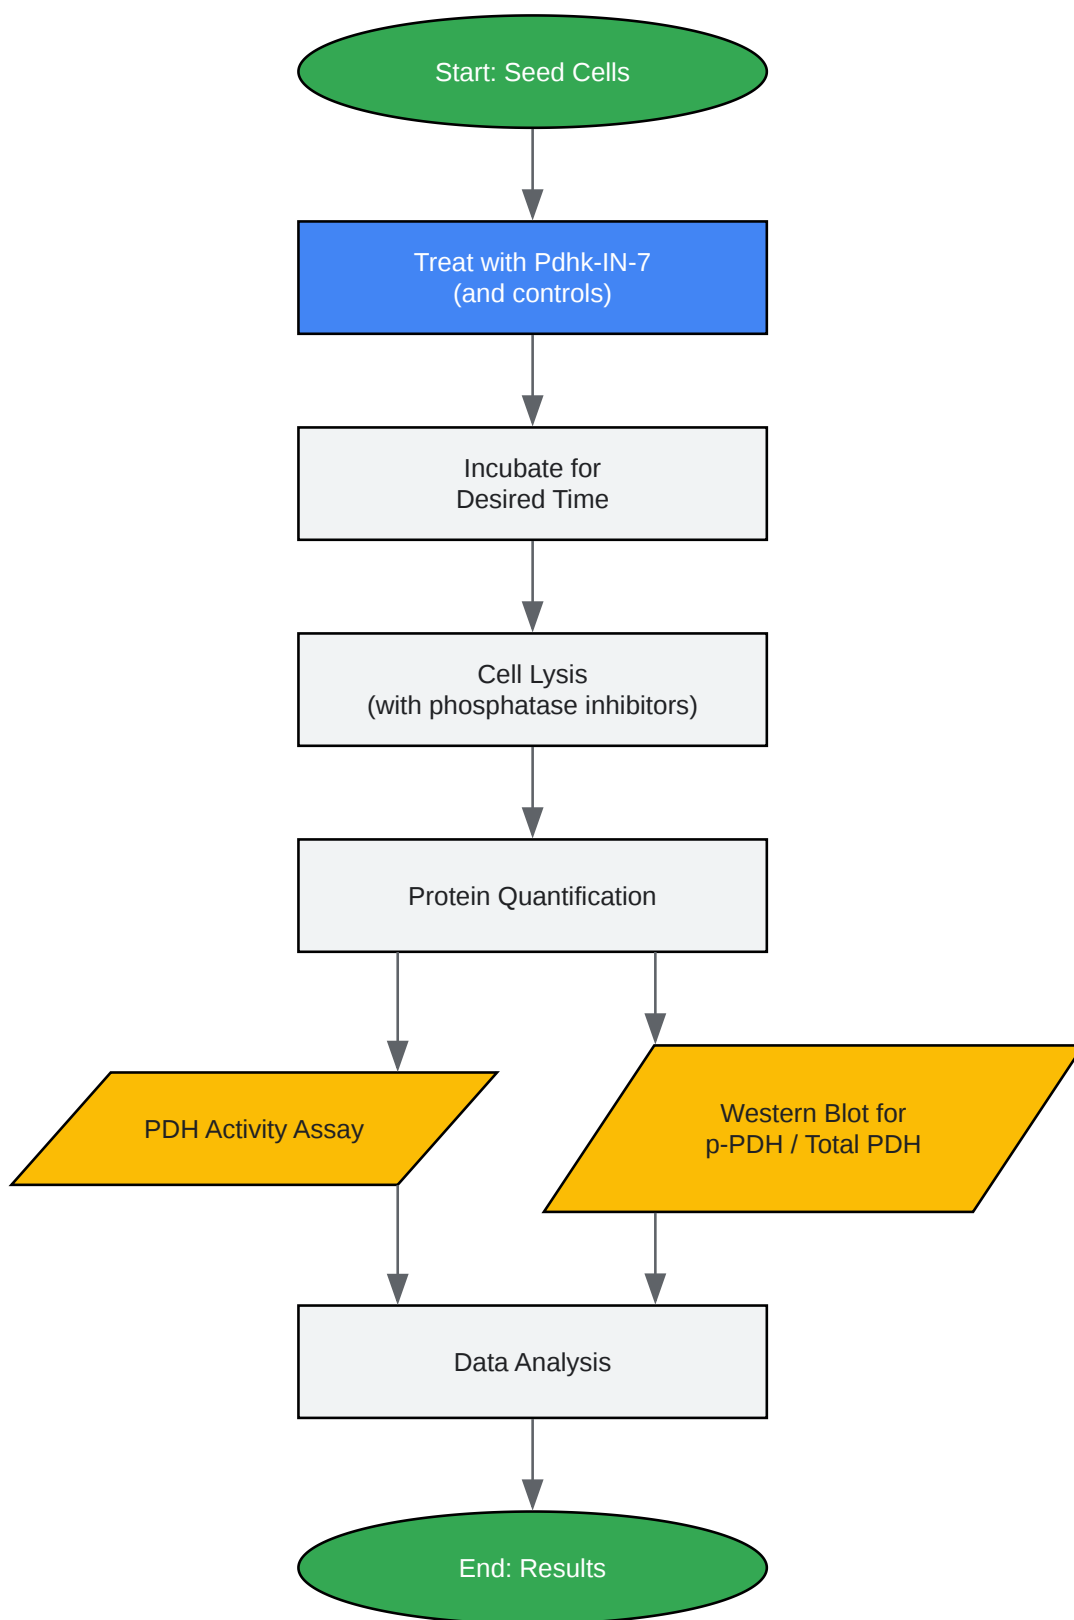 Start: Seed Cells
Treat with Pdhk-IN-7
(and controls)
Incubate for
Desired Time
Cell Lysis
(with phosphatase inhibitors)
Protein Quantification
PDH Activity Assay
Western Blot for
p-PDH / Total PDH
Data Analysis
End: Results